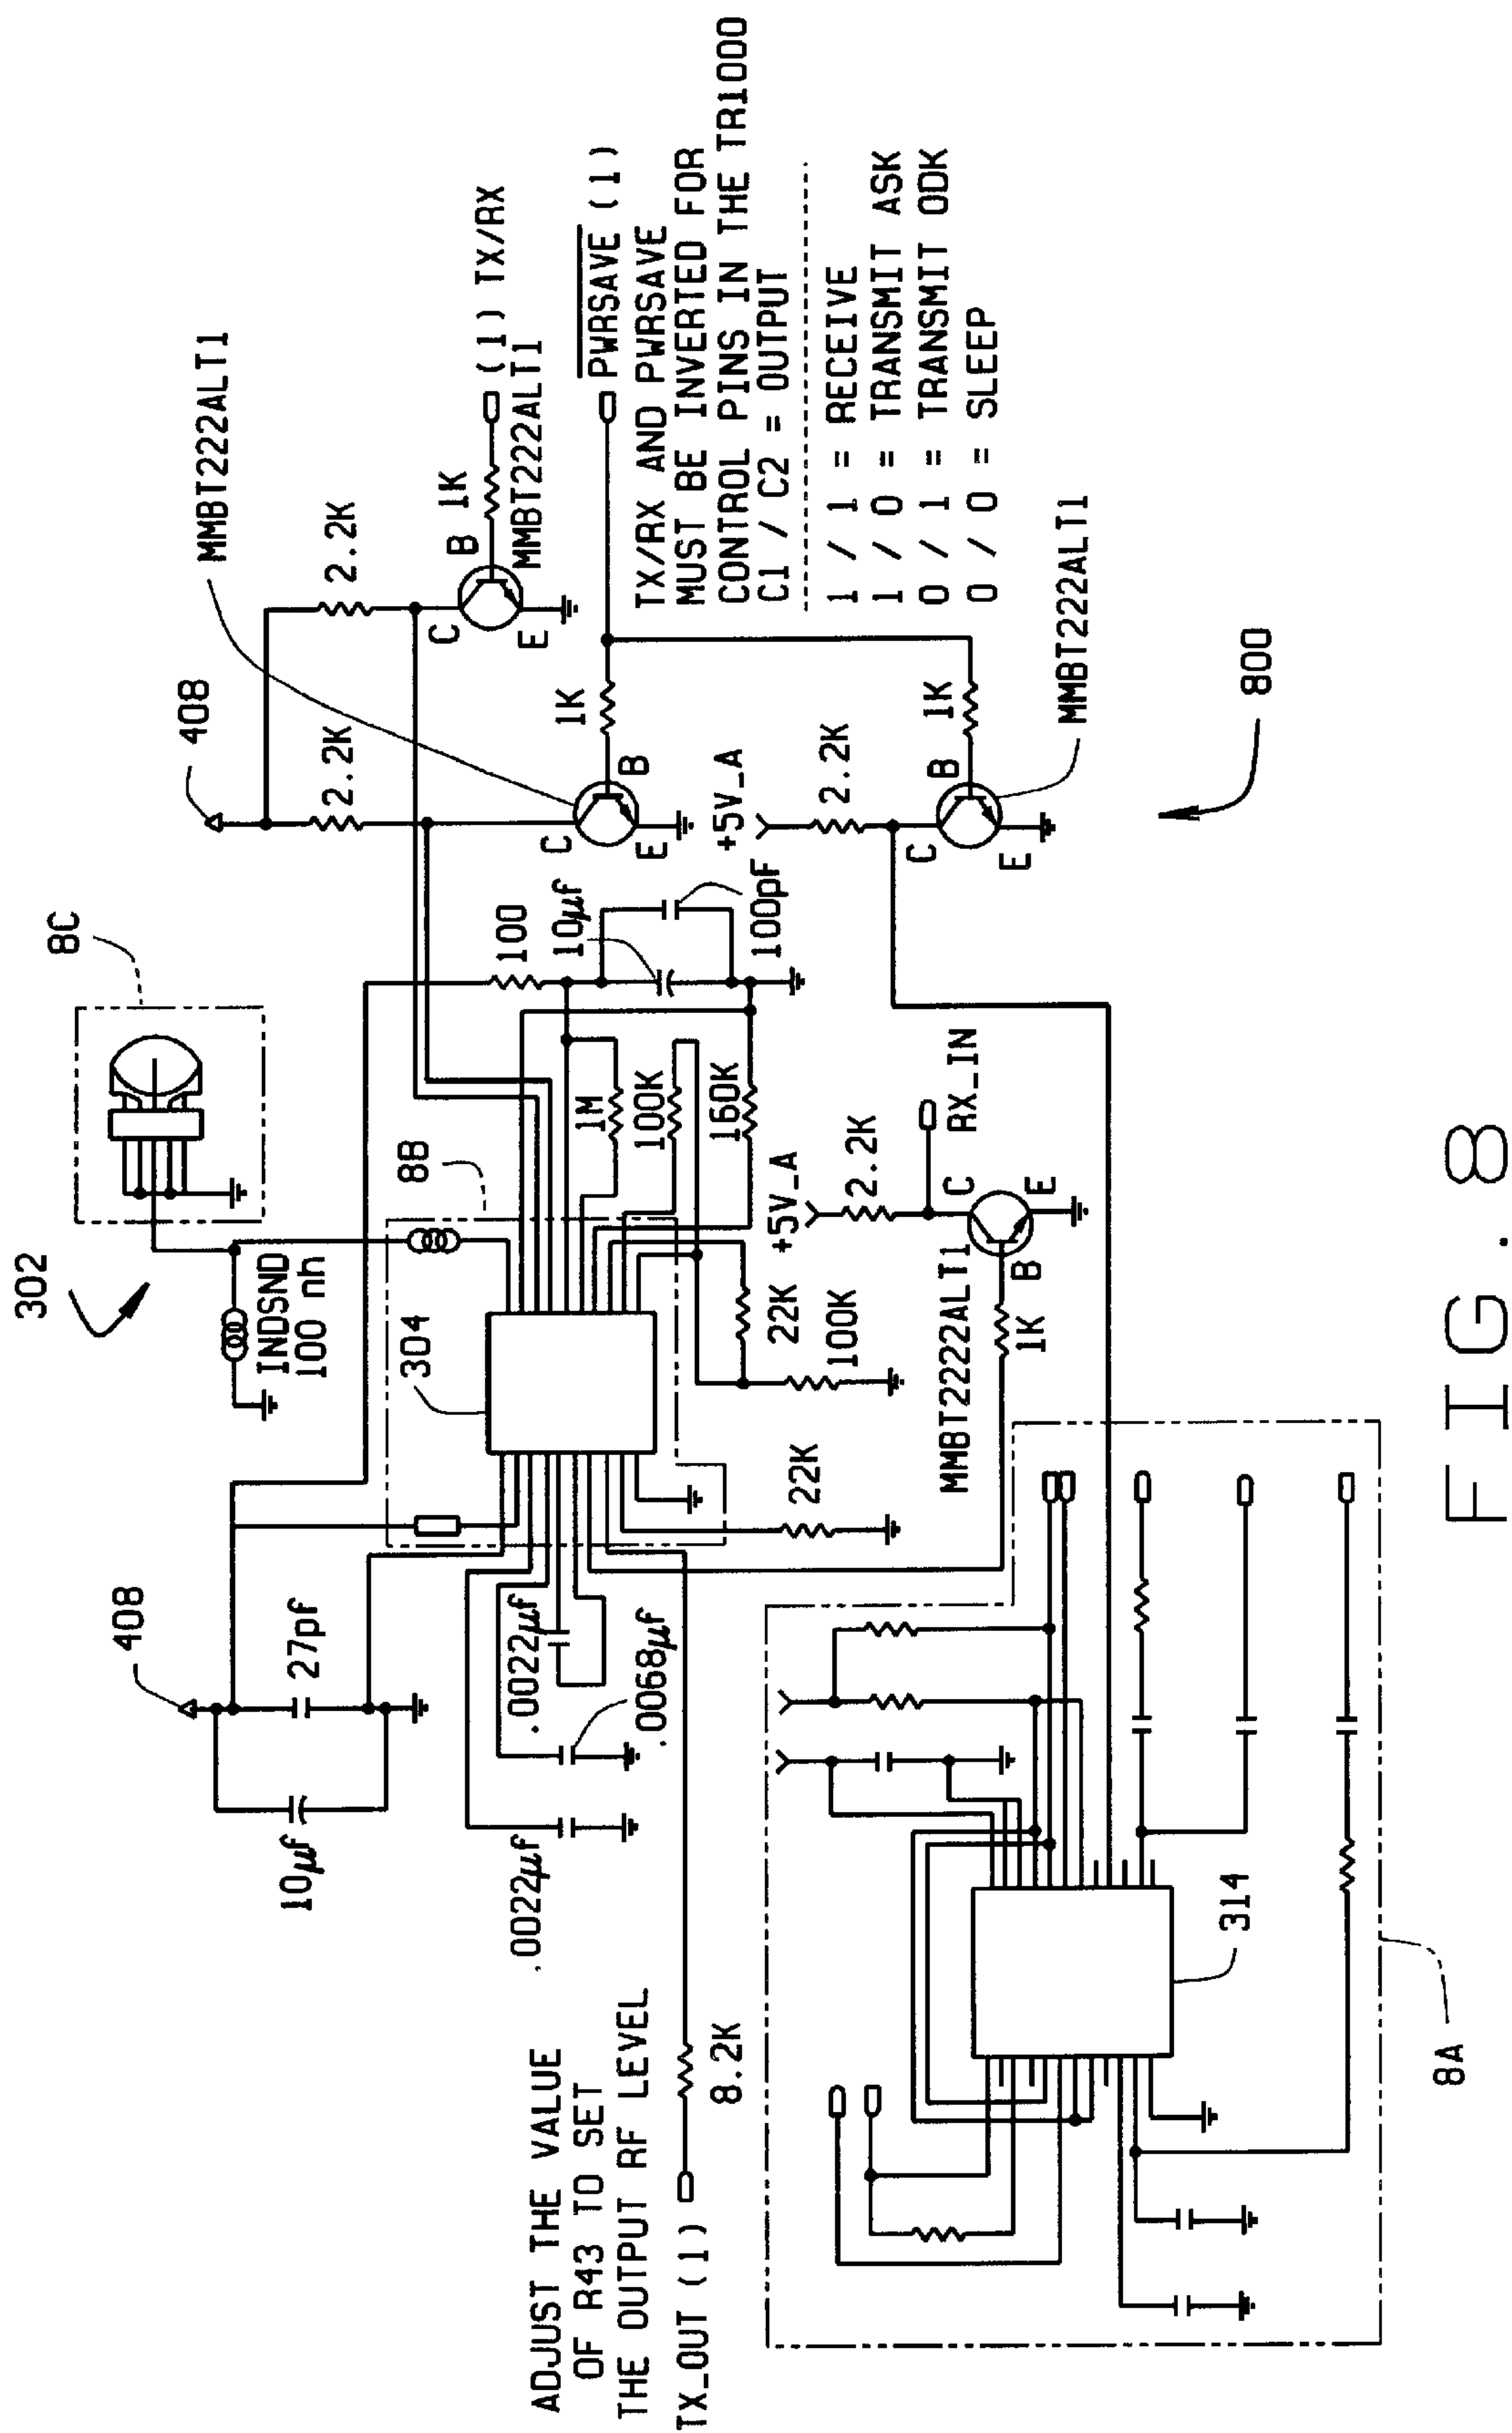 302
8C
408
MMBT222ALT1
408
27pf
10µf
INDSND
100 nh
304
8B
2.2K
2.2K
C
B
E
1K
(1) TX/RX
MMBT222ALT1
100
10µf
100pF
1M
100K
160K
C
B
E
1K
PWRSAVE (1)
TX/RX AND PWRSAVE
MUST BE INVERTED FOR
CONTROL PINS IN THE TR1000
C1 / C2 = OUTPUT
1 / 1 = RECEIVE
1 / 0 = TRANSMIT ASK
0 / 1 = TRANSMIT ODK
0 / 0 = SLEEP
.0022µf
.0022µf
.0068µf
22K
22K
100K
+5V_A
2.2K
RX_IN
C
B
E
1K
MMBT2222ALT1
+5V_A
2.2K
C
B
E
1K
MMBT222ALT1
ADJUST THE VALUE
OF R43 TO SET
THE OUTPUT RF LEVEL
TX_OUT (1)
8.2K
314
8A
800
FIG. 8